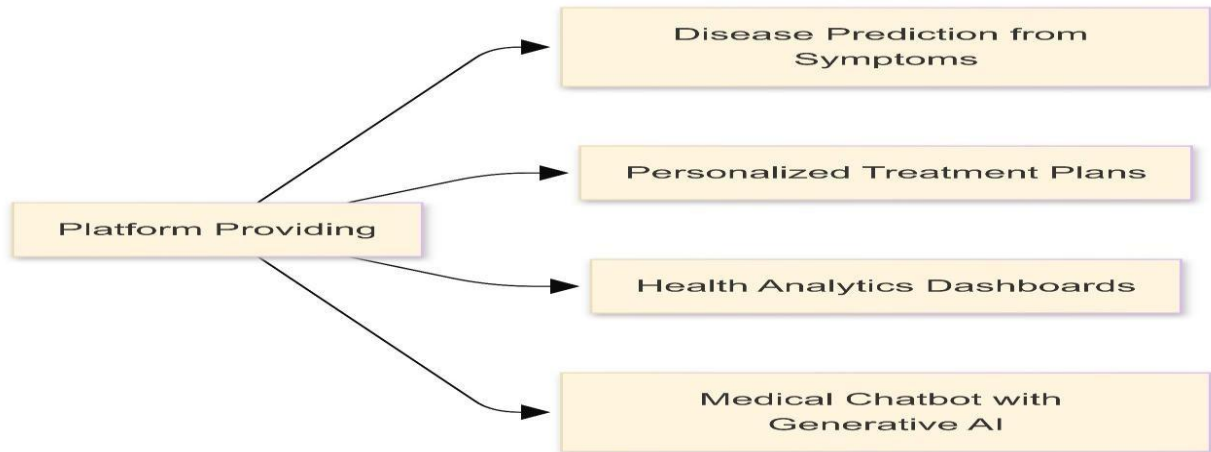 Disease Prediction from
Symptoms
Personalized Treatment Plans
Platform Providing
Health Analytics Dashboards
Medical Chatbot with
Generative AI